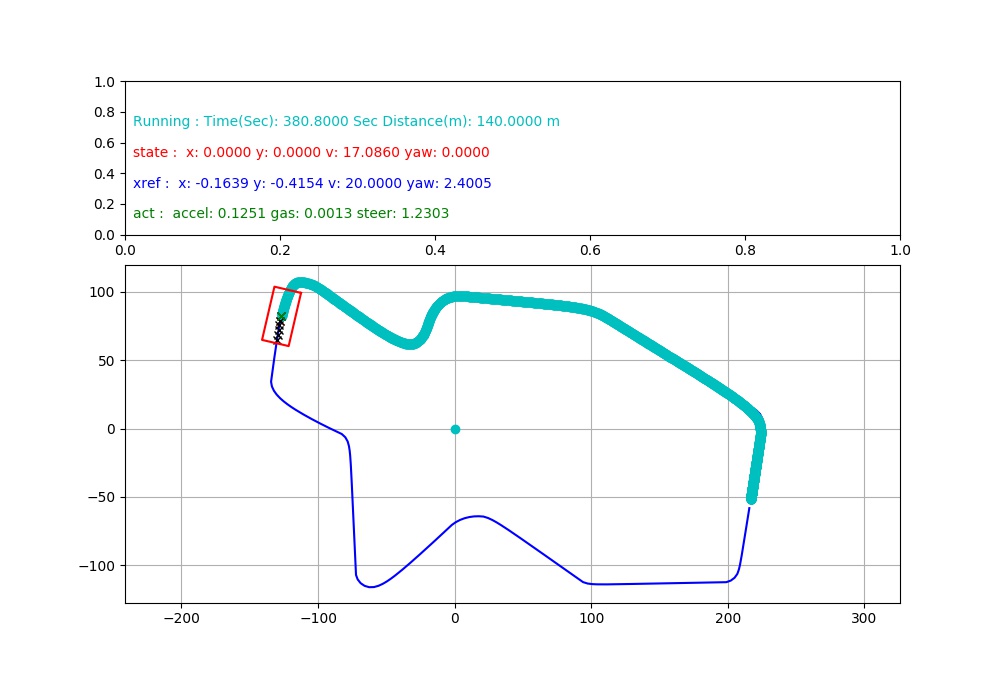 1.0
0.8
0.6
0.4
0.2
0.0
Running : Time(Sec): 380.8000 Sec Distance(m): 140.0000 m
state :  x: 0.0000 y: 0.0000 v: 17.0860 yaw: 0.0000
xref :  x: -0.1639 y: -0.4154 v: 20.0000 yaw: 2.4005
act :  accel: 0.1251 gas: 0.0013 steer: 1.2303
0.0 0.2 0.4 0.6 0.8 1.0
100
50
0
−50
−100
−200 −100 0 100 200 300